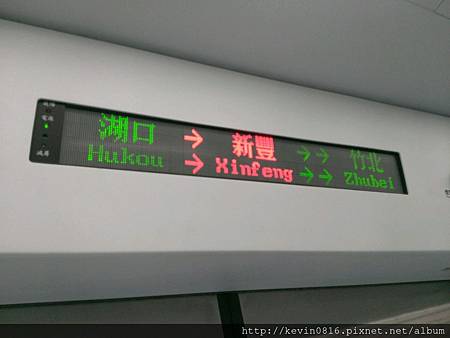 湖口 → 新豐 → → 竹北
Hukou → Xinfeng → → Zhubei
http://kevin0816.pixnet.net/album